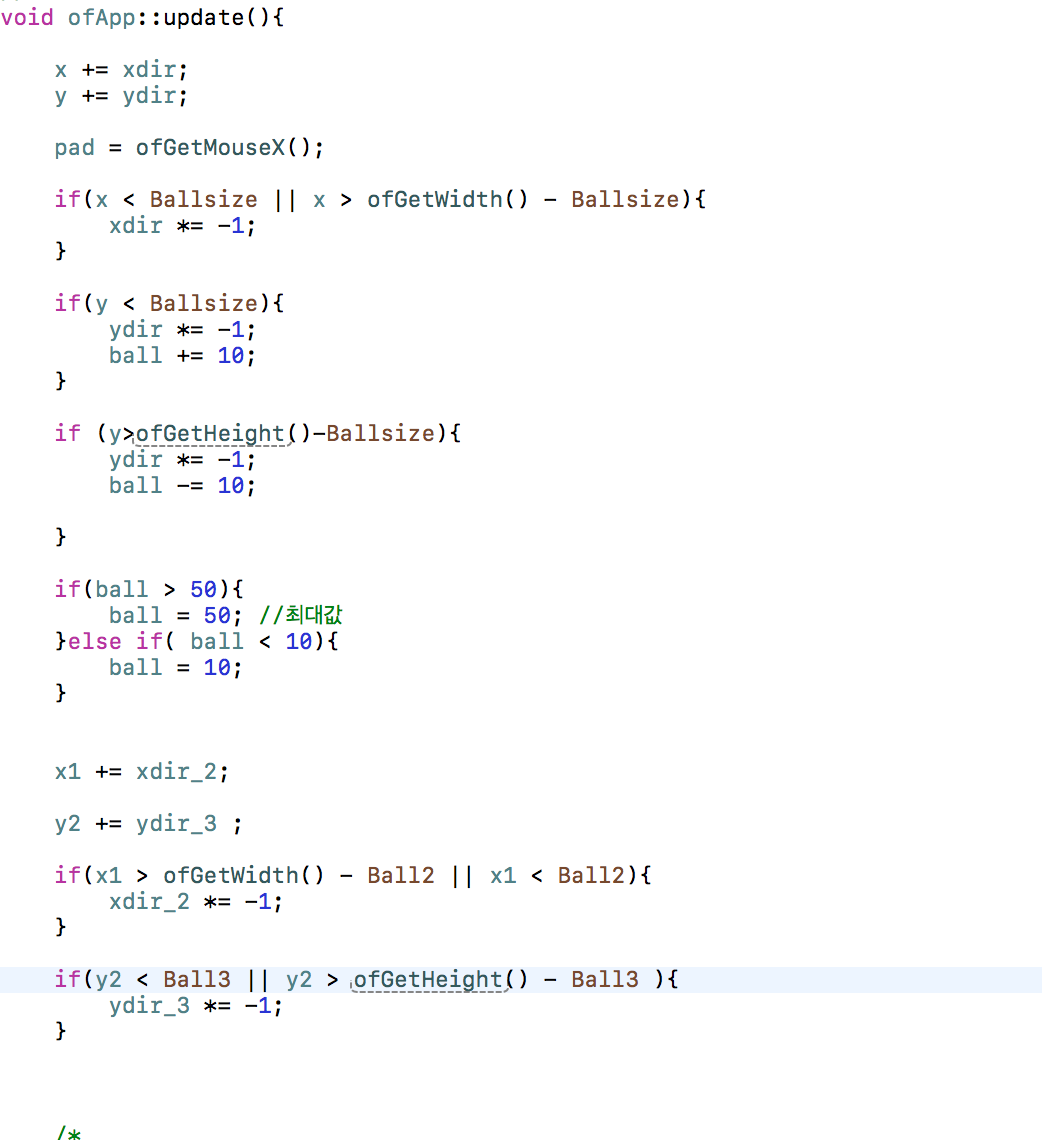 void ofApp::update(){
x += xdir;
y += ydir;
pad = ofGetMouseX();
if(x < Ballsize || x > ofGetWidth() - Ballsize){
xdir *= -1;
}
if(y < Ballsize){
ydir *= -1;
ball += 10;
}
if (y>ofGetHeight()-Ballsize){
ydir *= -1;
ball -= 10;
}
if(ball > 50){
ball = 50; //최대값
}else if( ball < 10){
ball = 10;
}
x1 += xdir_2;
y2 += ydir_3 ;
if(x1 > ofGetWidth() - Ball2 || x1 < Ball2){
xdir_2 *= -1;
}
if(y2 < Ball3 || y2 > ofGetHeight() - Ball3 ){
ydir_3 *= -1;
}
/*